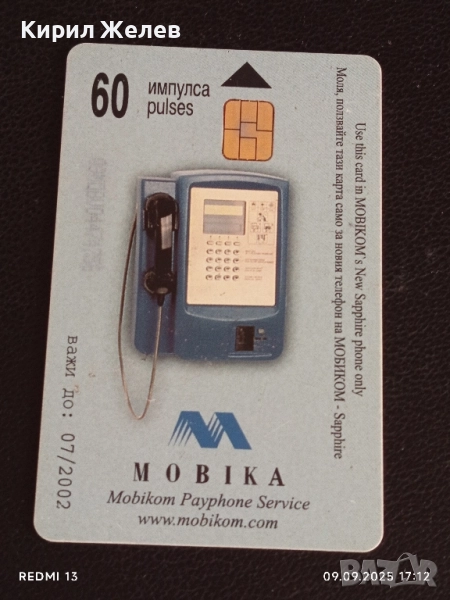 Кирил Желев
60 импулса
pulses
Use this card in MOBIKOM's New Sapphire phone only
Моля, ползвайте тази карта само за новия телефон на МОБИКОМ - Sapphire
важи до: 07/2002
MOBIKA
Mobikom Payphone Service
www.mobikom.com
REDMI 13
09.09.2025 17:12
bazar